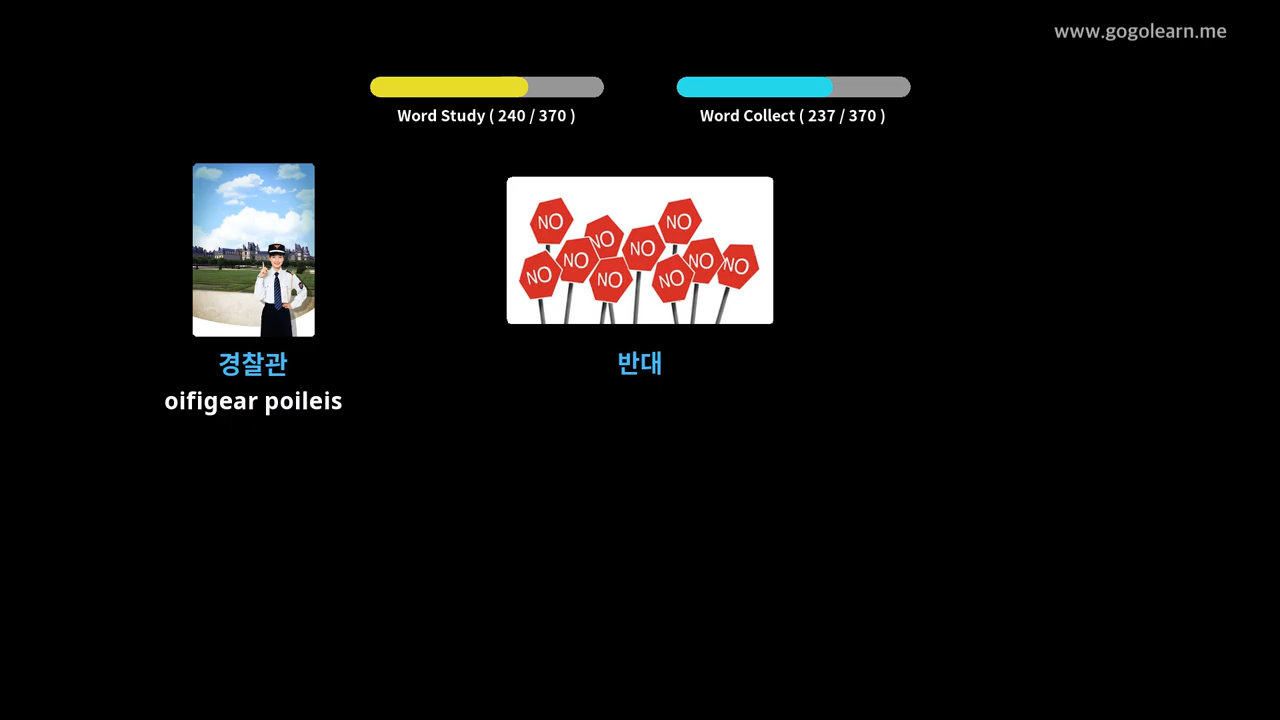 www.gogolearn.me
Word Study ( 240 / 370 )
Word Collect ( 237 / 370 )
NO
NO
NO
NO
NO
NO
NO
NO
NO
NO
경찰관
oifigear poileis
반대